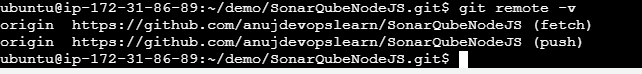 ubuntu@ip-172-31-86-89:~/demo/SonarQubeNodeJS.git$ git remote -v
origin  https://github.com/anujdevopslearn/SonarQubeNodeJS (fetch)
origin  https://github.com/anujdevopslearn/SonarQubeNodeJS (push)
ubuntu@ip-172-31-86-89:~/demo/SonarQubeNodeJS.git$